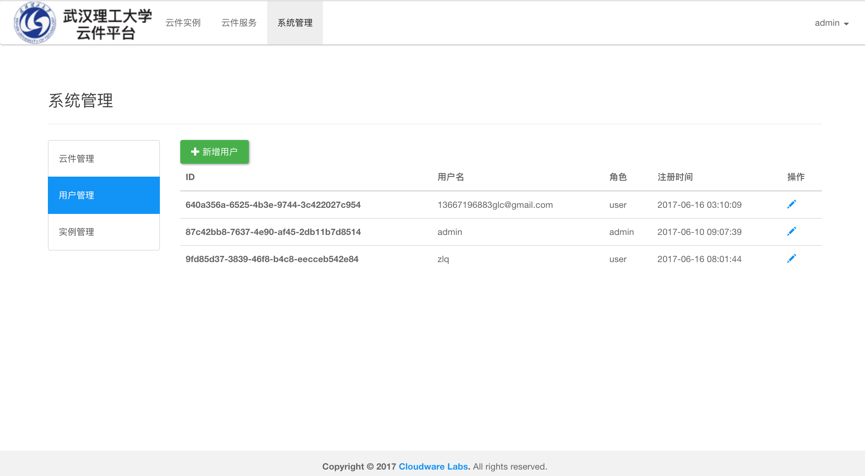 武汉理工大学
云件平台
云件实例 云件服务 系统管理 admin
系统管理
云件管理
用户管理
实例管理
新增用户
ID 用户名 角色 注册时间 操作
640a356a-6525-4b3e-9744-3c422027c954 13667196883glc@gmail.com user 2017-06-16 03:10:09
87c42bb8-7637-4e90-af45-2db11b7d8514 admin admin 2017-06-10 09:07:39
9fd85d37-3839-46f8-b4c8-eecceb542e84 zlq user 2017-06-16 08:01:44
Copyright © 2017 Cloudware Labs. All rights reserved.